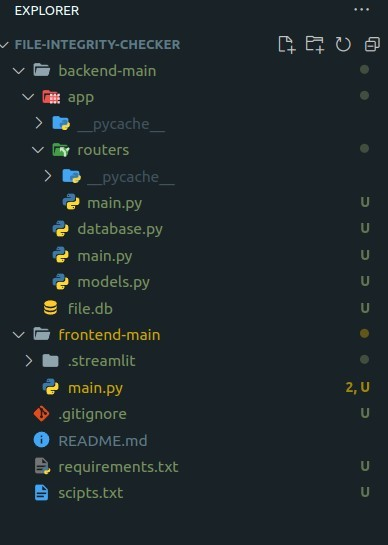 EXPLORER
FILE-INTEGRITY-CHECKER
backend-main
app
__pycache__
routers
__pycache__
main.py U
database.py U
main.py U
models.py U
file.db U
frontend-main
.streamlit
main.py 2, U
.gitignore U
README.md
requirements.txt U
scipts.txt U